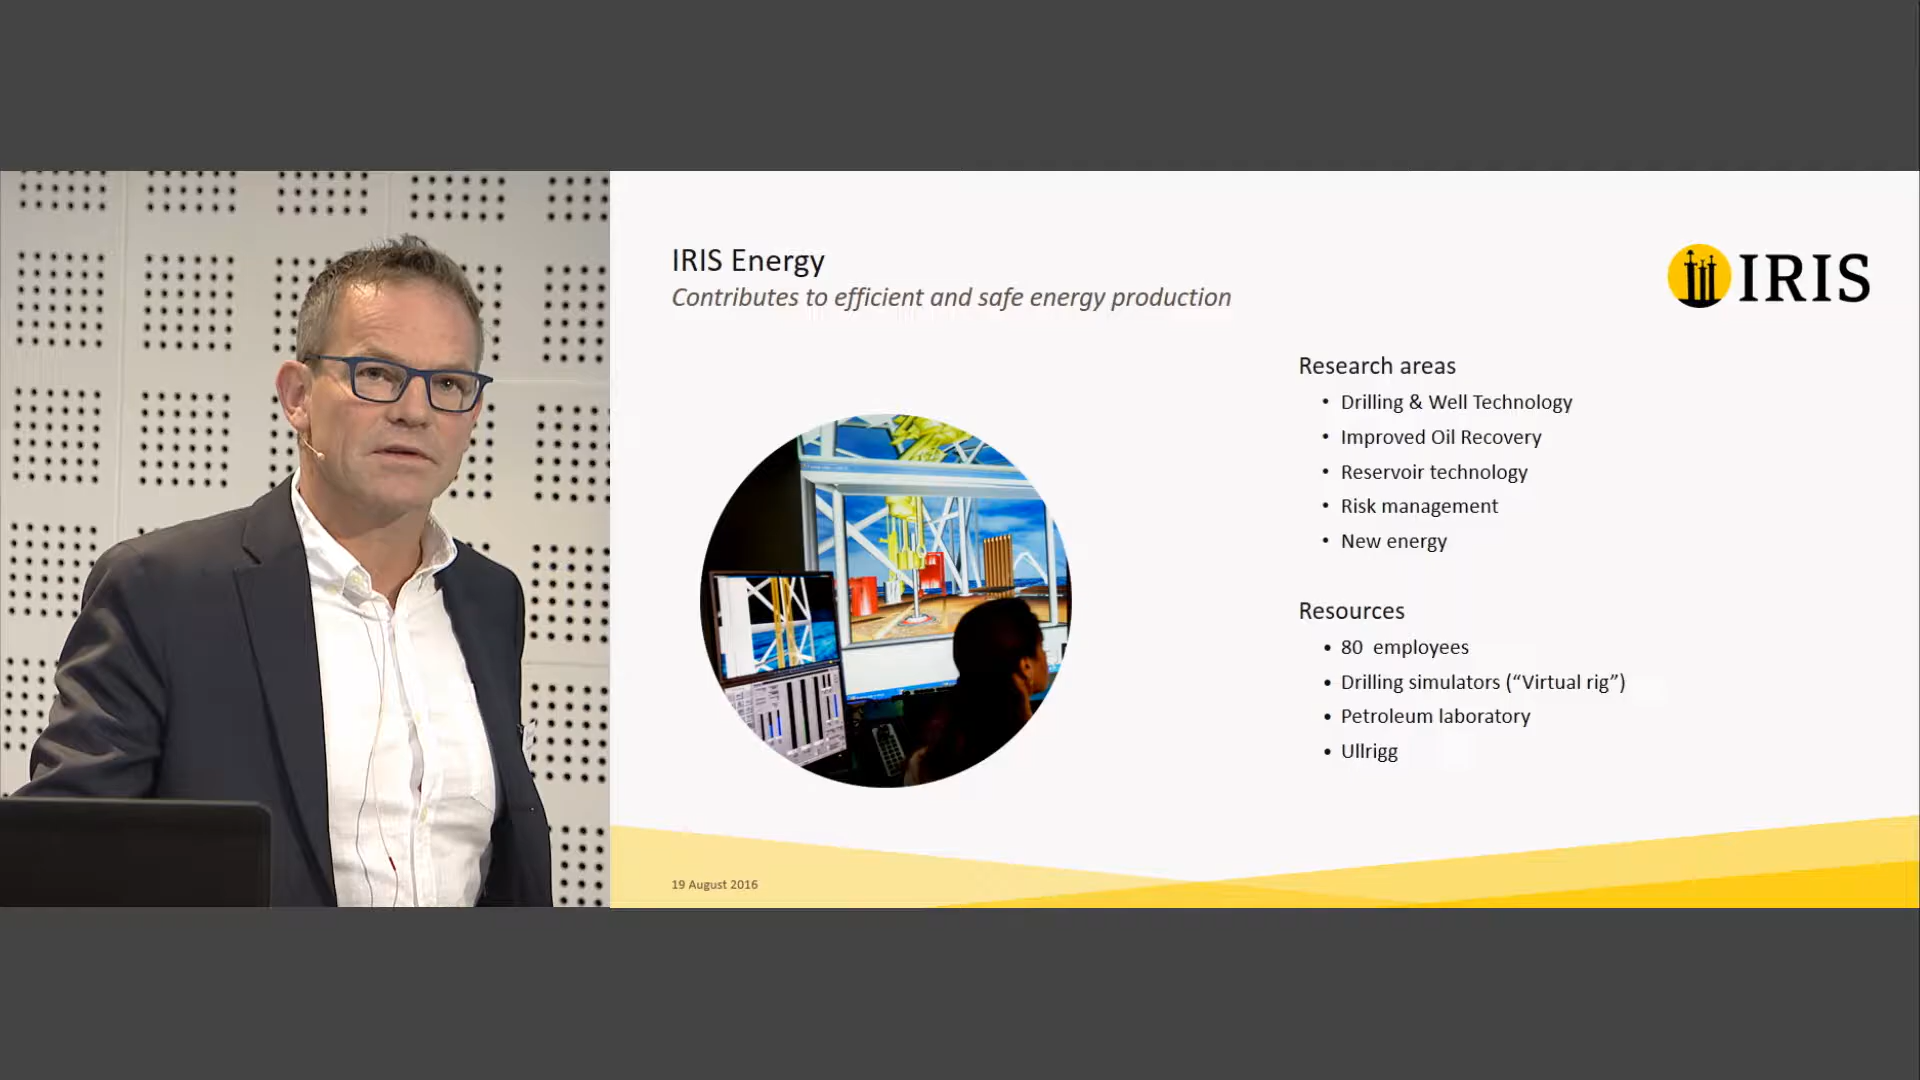 IRIS Energy
Contributes to efficient and safe energy production
IRIS
Research areas
• Drilling & Well Technology
• Improved Oil Recovery
• Reservoir technology
• Risk management
• New energy
Resources
• 80 employees
• Drilling simulators (“Virtual rig”)
• Petroleum laboratory
• Ullrigg
19 August 2016